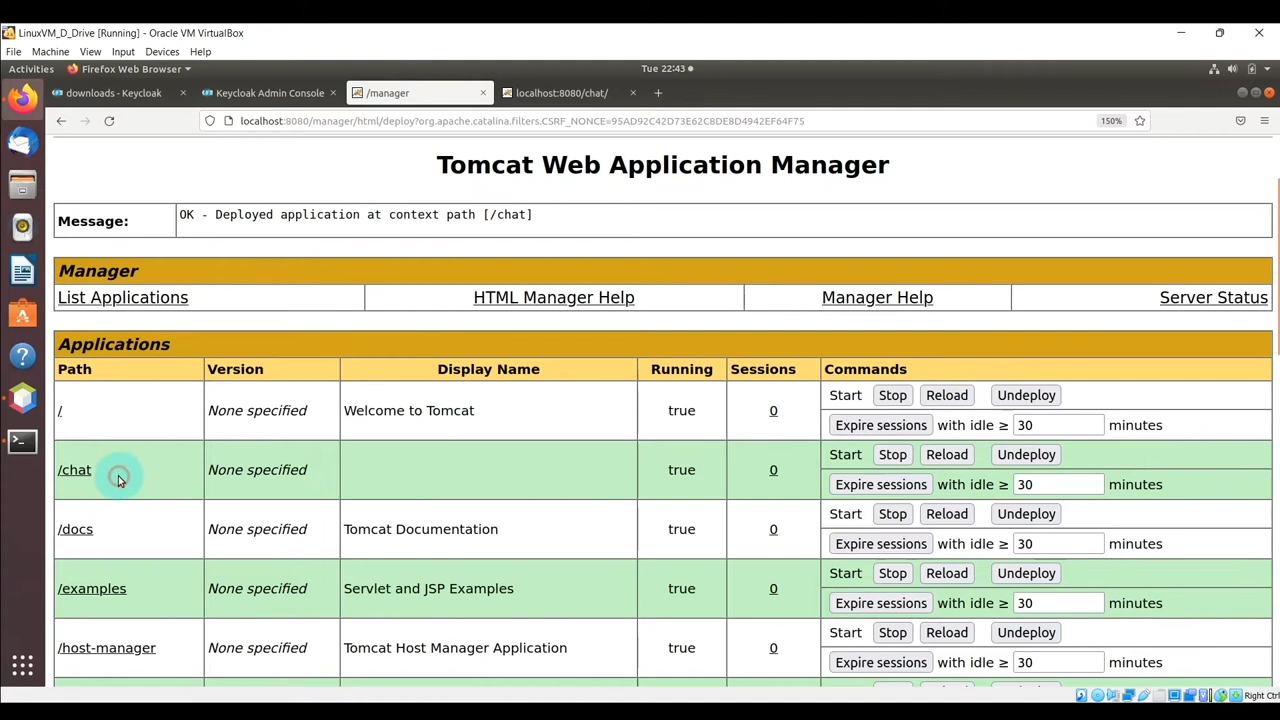 LinuxVM_D_Drive [Running] - Oracle VM VirtualBox
File Machine View Input Devices Help
Activities Firefox Web Browser Tue 22:43
downloads - Keycloak Keycloak Admin Console /manager localhost:8080/chat/
localhost:8080/manager/html/deploy?org.apache.catalina.filters.CSRF_NONCE=95AD92C42D73E62C8DE8D4942EF64F75 150%
Tomcat Web Application Manager
Message: OK - Deployed application at context path [/chat]
Manager
List Applications HTML Manager Help Manager Help Server Status
Applications
Path Version Display Name Running Sessions Commands
/ None specified Welcome to Tomcat true 0 Start Stop Reload Undeploy
Expire sessions with idle ≥ 30 minutes
/chat None specified true 0 Start Stop Reload Undeploy
Expire sessions with idle ≥ 30 minutes
/docs None specified Tomcat Documentation true 0 Start Stop Reload Undeploy
Expire sessions with idle ≥ 30 minutes
/examples None specified Servlet and JSP Examples true 0 Start Stop Reload Undeploy
Expire sessions with idle ≥ 30 minutes
/host-manager None specified Tomcat Host Manager Application true 0 Start Stop Reload Undeploy
Expire sessions with idle ≥ 30 minutes
Right Ctrl